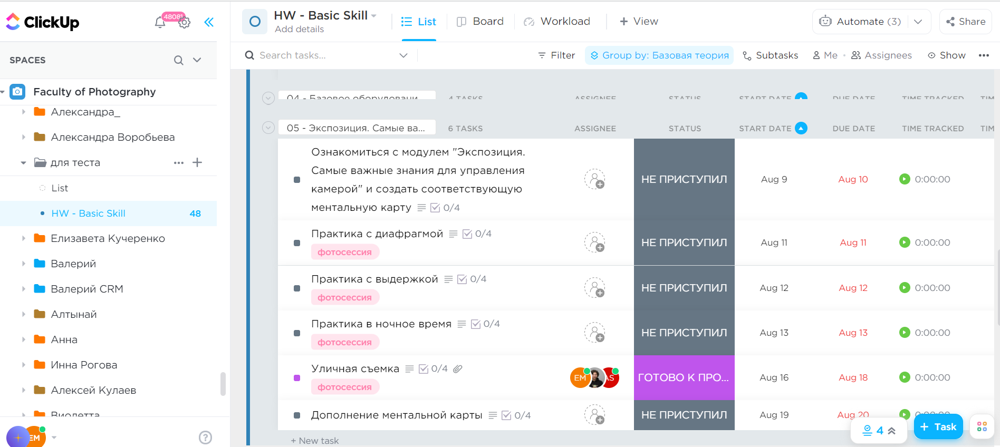 ClickUp
48081
HW - Basic Skill
Add details
List
Board
Workload
+ View
Automate (3)
Share
SPACES
Search tasks...
Filter
Group by: Базовая теория
Subtasks
Me
Assignees
Show
Faculty of Photography
Александра_
Александра Воробьева
для теста
List
HW - Basic Skill 48
Елизавета Кучеренко
Валерий
Валерий CRM
Алтынай
Анна
Инна Рогова
Алексей Кулаев
Виолетта
EM
04 - Базовое оборудовани... 4 TASKS ASSIGNEE STATUS START DATE DUE DATE TIME TRACKED TIM
05 - Экспозиция. Самые ва... 6 TASKS ASSIGNEE STATUS START DATE DUE DATE TIME TRACKED TIM
Ознакомиться с модулем "Экспозиция.
Самые важные знания для управления
камерой" и создать соответствующую
ментальную карту 0/4
НЕ ПРИСТУПИЛ Aug 9 Aug 10 0:00:00
Практика с диафрагмой 0/4
фотосессия
НЕ ПРИСТУПИЛ Aug 11 Aug 11 0:00:00
Практика с выдержкой 0/4
фотосессия
НЕ ПРИСТУПИЛ Aug 12 Aug 12 0:00:00
Практика в ночное время 0/4
фотосессия
НЕ ПРИСТУПИЛ Aug 13 Aug 13 0:00:00
Уличная съемка 0/4
фотосессия
EM AS ГОТОВО К ПРО... Aug 16 Aug 18 0:00:00
Дополнение ментальной карты 0/4
НЕ ПРИСТУПИЛ Aug 19 Aug 20 0:00:00
+ New task
4
+ Task